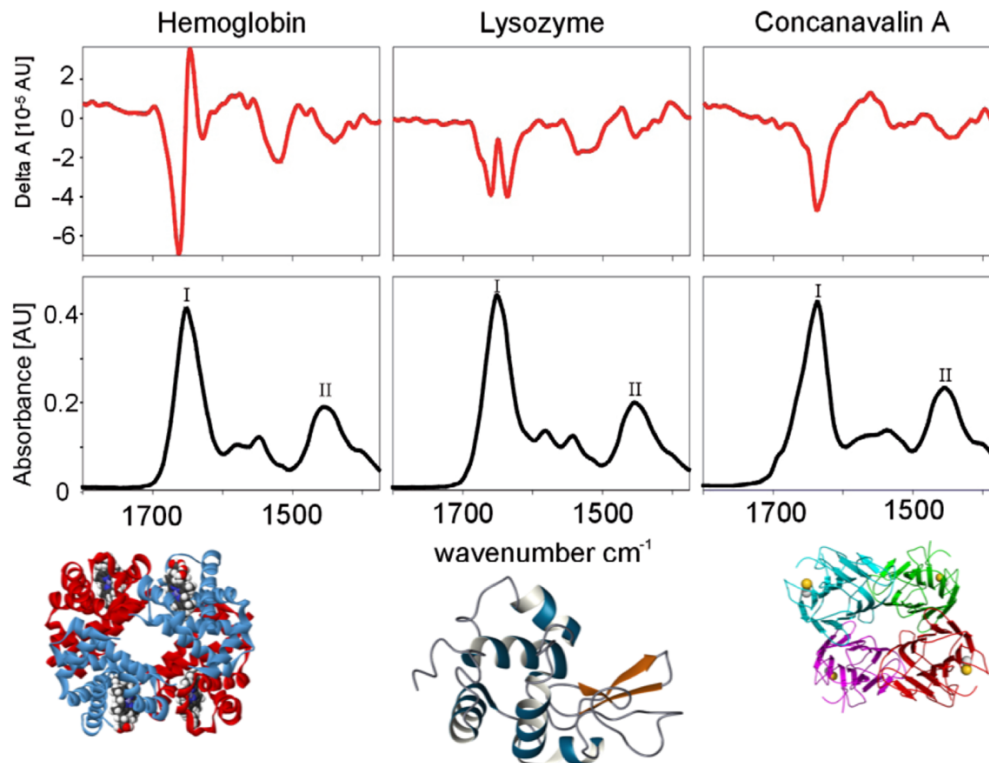 Hemoglobin
Lysozyme
Concanavalin A
Delta A [10⁻⁵ AU]
2
0
-2
-4
-6
Absorbance [AU]
0.4
0.2
0
I
II
I
II
I
II
1700
1500
1700
1500
1700
1500
wavenumber cm⁻¹